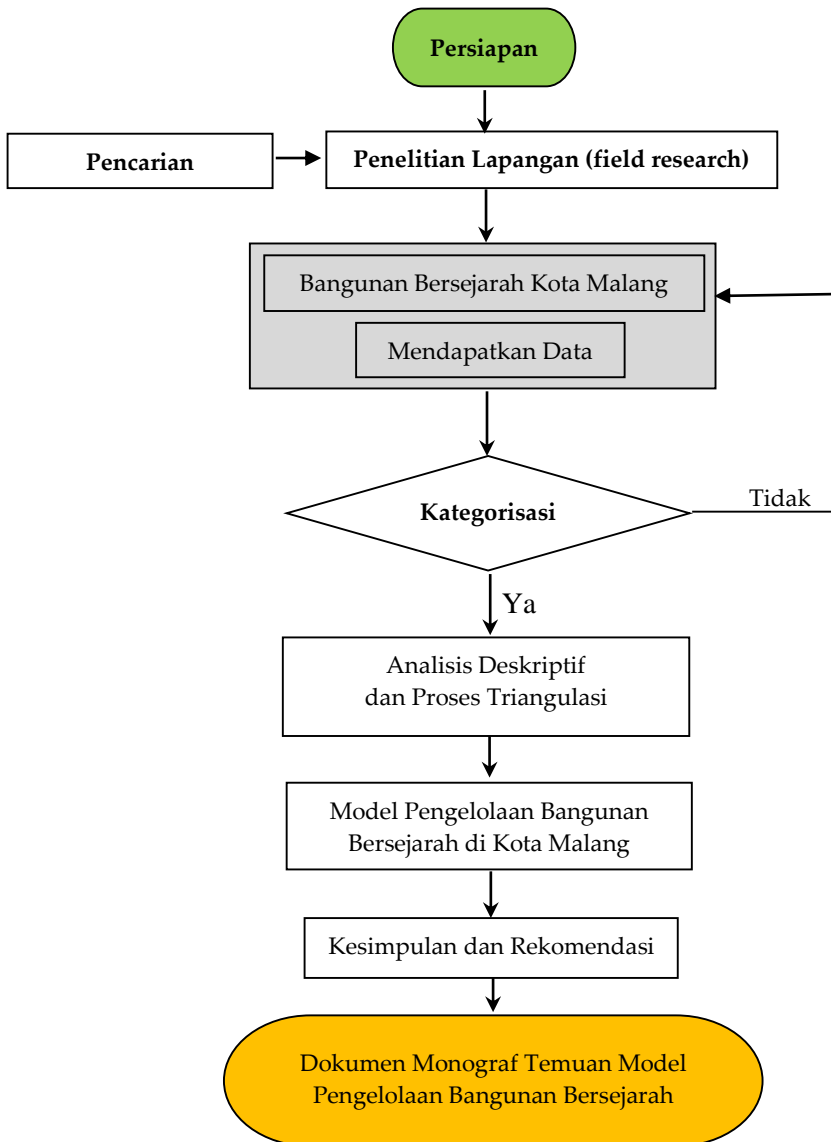 Persiapan
Pencarian
Penelitian Lapangan (field research)
Bangunan Bersejarah Kota Malang
Mendapatkan Data
Kategorisasi
Tidak
Ya
Analisis Deskriptif
dan Proses Triangulasi
Model Pengelolaan Bangunan
Bersejarah di Kota Malang
Kesimpulan dan Rekomendasi
Dokumen Monograf Temuan Model
Pengelolaan Bangunan Bersejarah